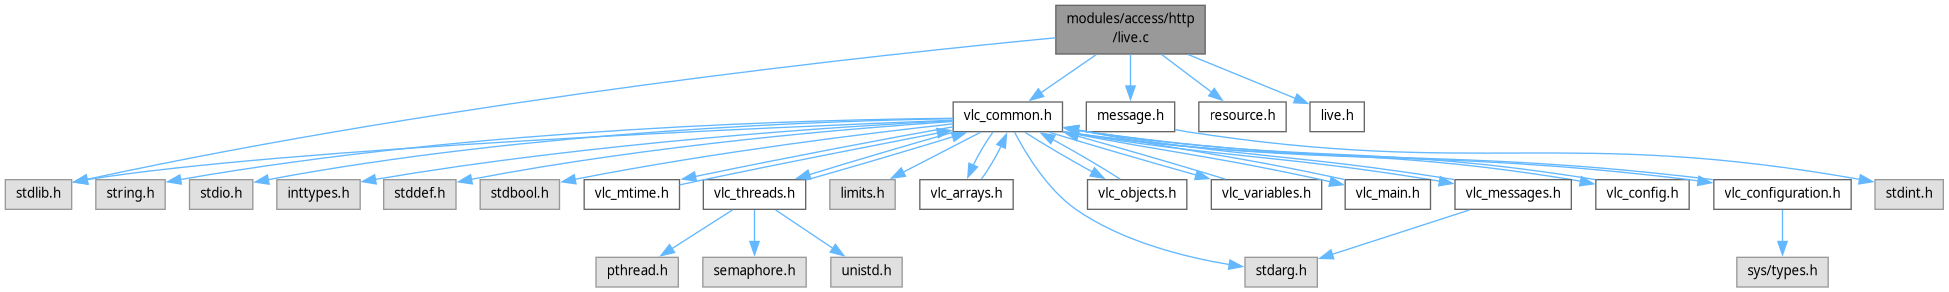 modules/access/http
/live.c
vlc_common.h
message.h
resource.h
live.h
stdlib.h
string.h
stdio.h
inttypes.h
stddef.h
stdbool.h
vlc_mtime.h
vlc_threads.h
limits.h
vlc_arrays.h
vlc_objects.h
vlc_variables.h
vlc_main.h
vlc_messages.h
vlc_config.h
vlc_configuration.h
stdint.h
pthread.h
semaphore.h
unistd.h
stdarg.h
sys/types.h